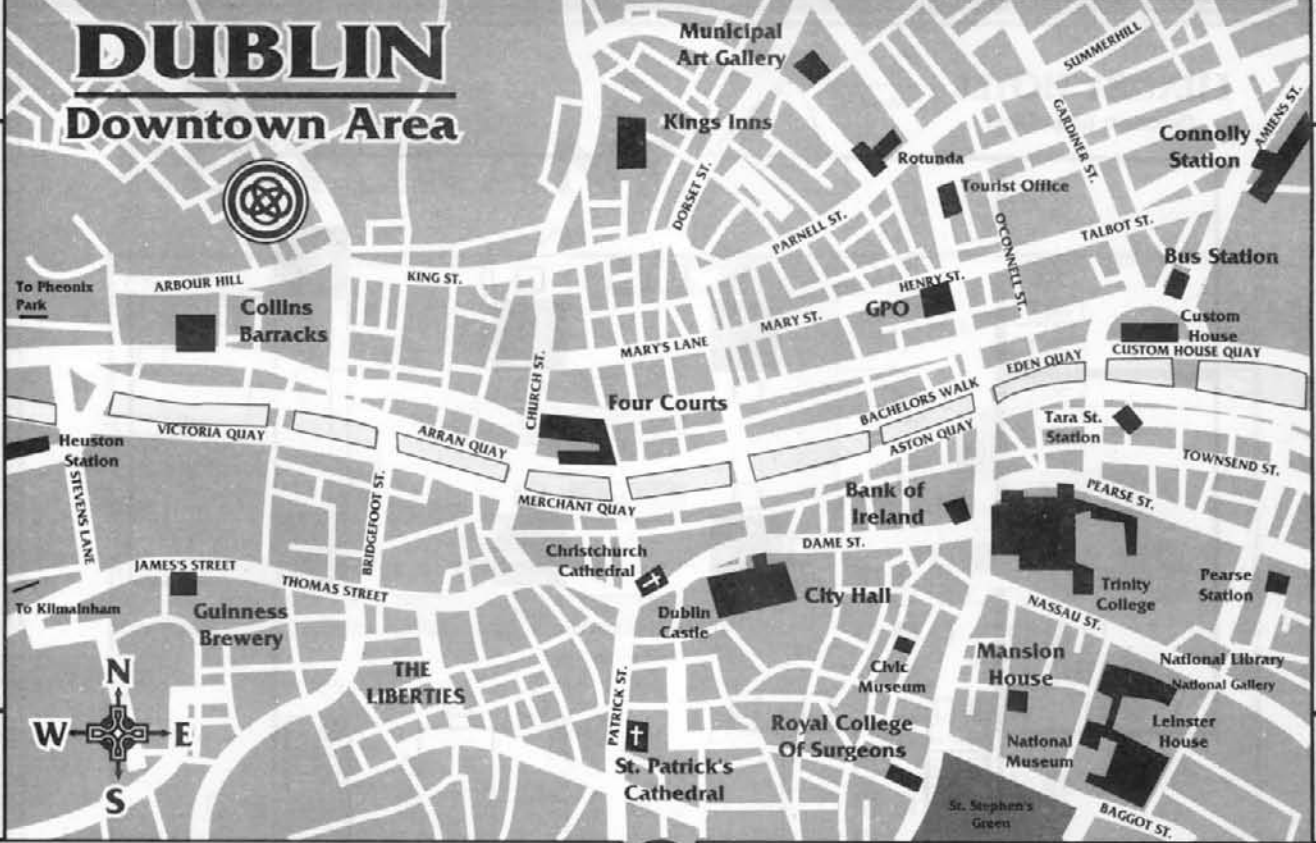 DUBLIN
Downtown Area
Municipal
Art Gallery
Kings Inns
SUMMERHILL
GARDINER ST.
AMIENS ST.
Connolly
Station
Rotunda
Tourist Office
DORSET ST.
PARNELL ST.
O'CONNELL ST.
TALBOT ST.
Bus Station
To Pheonix
Park
ARBOUR HILL
KING ST.
HENRY ST.
GPO
Collins
Barracks
MARY ST.
MARY'S LANE
Custom
House
CUSTOM HOUSE QUAY
EDEN QUAY
CHURCH ST.
Four Courts
BACHELORS WALK
ASTON QUAY
Tara St.
Station
Heuston
Station
VICTORIA QUAY
ARRAN QUAY
MERCHANT QUAY
TOWNSEND ST.
PEARSE ST.
Bank of
Ireland
STEVENS LANE
BRIDGEFOOT ST.
Christchurch
Cathedral
DAME ST.
JAMES'S STREET
THOMAS STREET
To Kilmainham
Guinness
Brewery
Dublin
Castle
City Hall
Trinity
College
Pearse
Station
NASSAU ST.
THE
LIBERTIES
Civic
Museum
Mansion
House
National Library
National Gallery
N
W
E
S
PATRICK ST.
Royal College
Of Surgeons
National
Museum
Leinster
House
St. Patrick's
Cathedral
St. Stephen's
Green
BAGGOT ST.